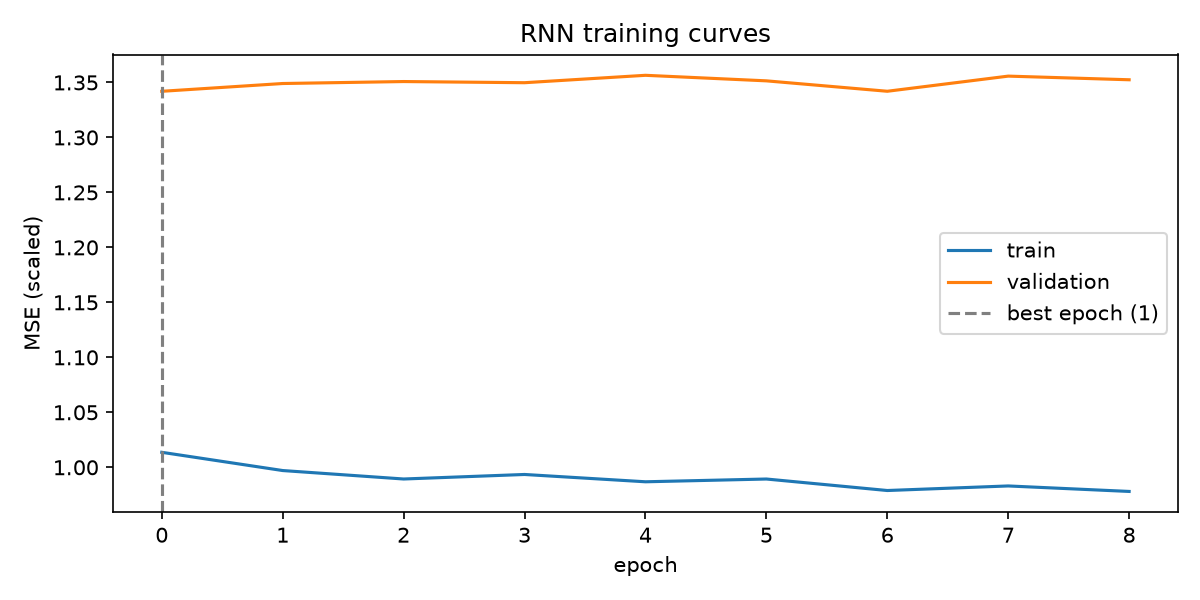 RNN training curves
MSE (scaled)
1.35
1.30
1.25
1.20
1.15
1.10
1.05
1.00
train
validation
best epoch (1)
0 1 2 3 4 5 6 7 8
epoch